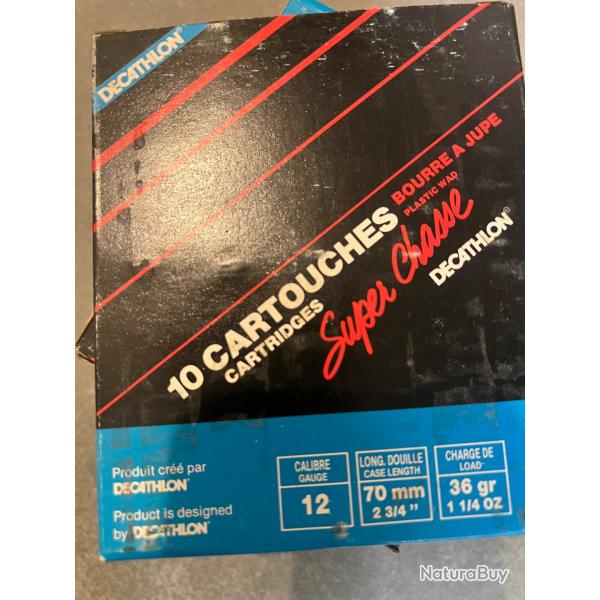 DECATHLON®
10 CARTOUCHES BOURRE A JUPE
CARTRIDGES PLASTIC WAD
Super Chasse
DECATHLON®
Produit créé par
DECATHLON®
Product is designed
by DECATHLON®
CALIBRE
GAUGE
12
LONG. DOUILLE
CASE LENGTH
70 mm
2 3/4 "
CHARGE DE
LOAD
36 gr
1 1/4 OZ
NaturaBuy